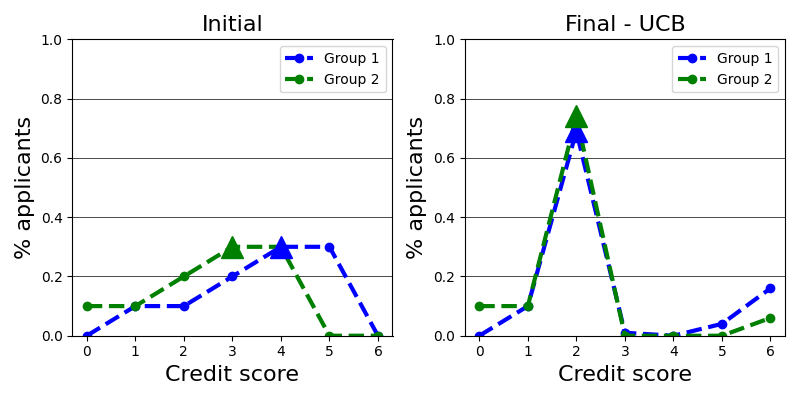 Initial
1.0
0.8
0.6
0.4
0.2
0.0
% applicants
Group 1
Group 2
0 1 2 3 4 5 6
Credit score
Final - UCB
1.0
0.8
0.6
0.4
0.2
0.0
% applicants
Group 1
Group 2
0 1 2 3 4 5 6
Credit score